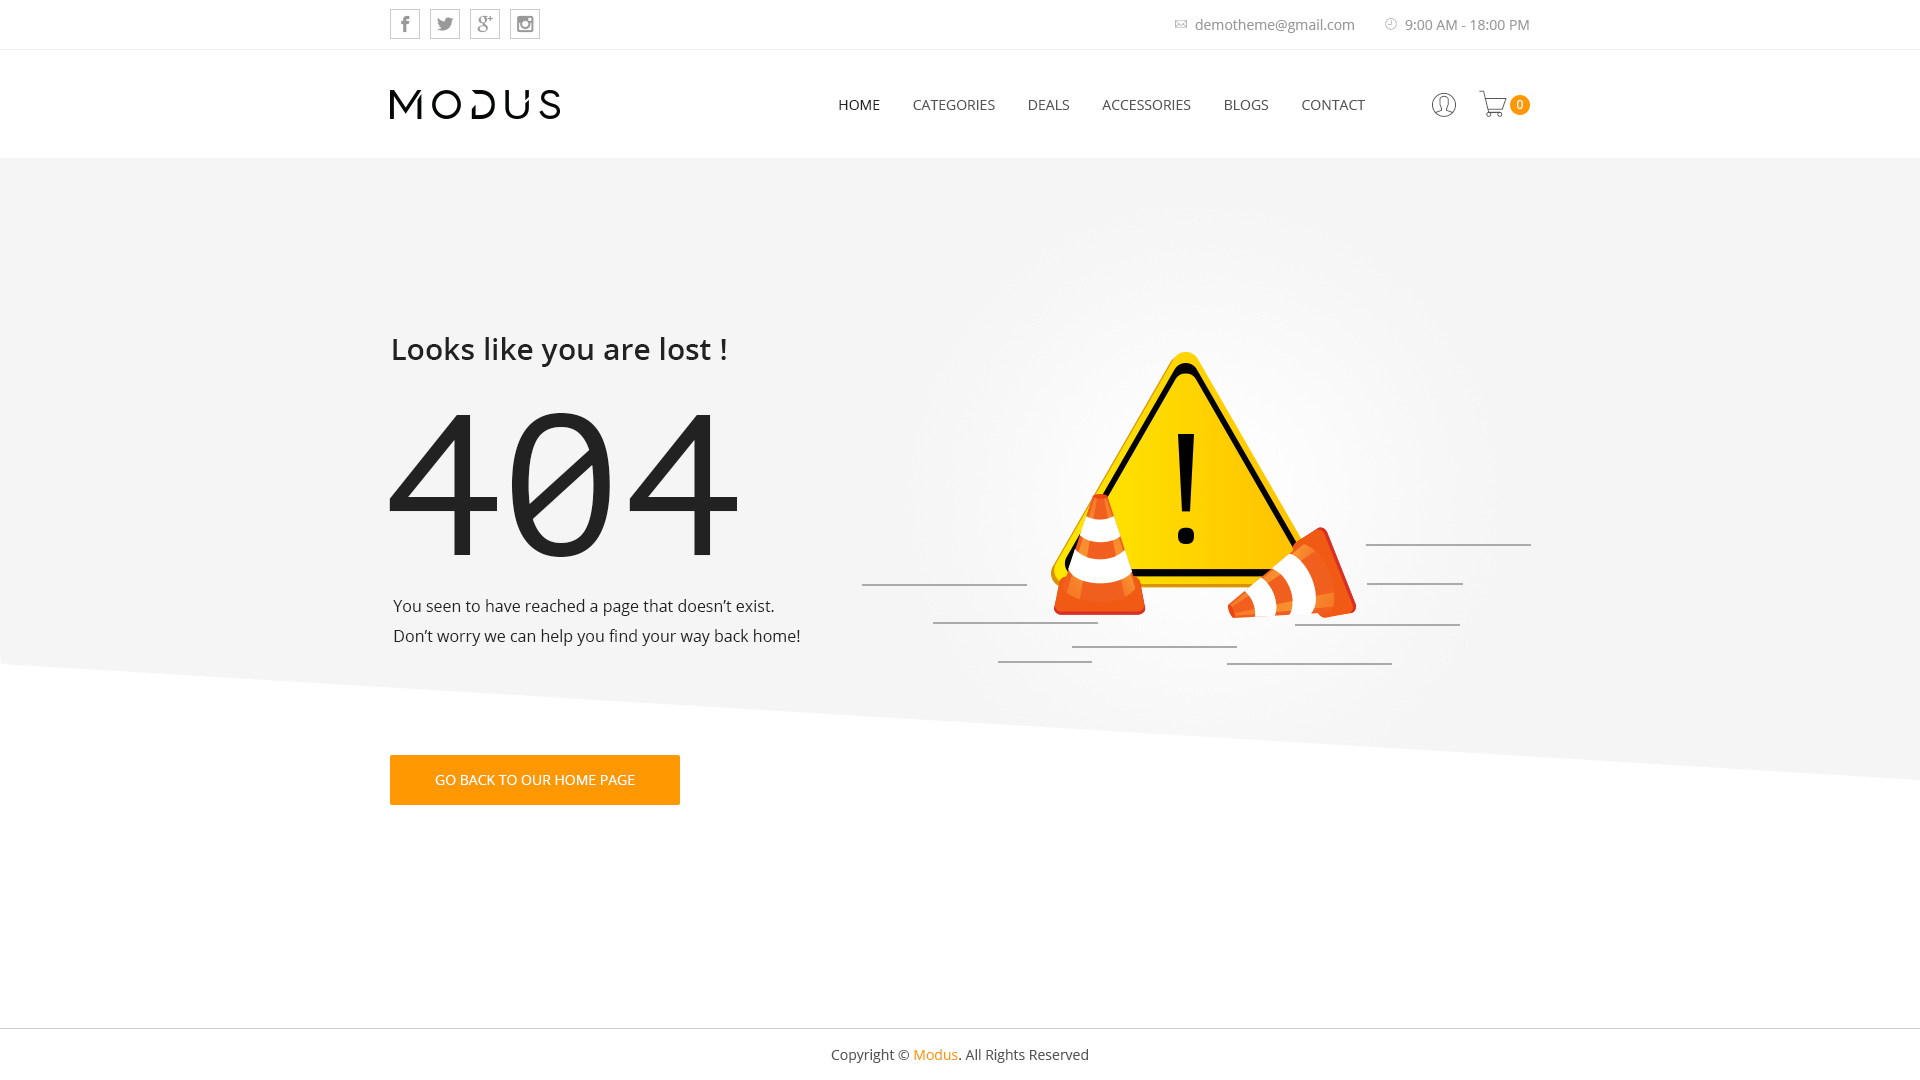 demotheme@gmail.com 9:00 AM - 18:00 PM
MODUS HOME CATEGORIES DEALS ACCESSORIES BLOGS CONTACT 0
Looks like you are lost !
404
!
You seen to have reached a page that doesn’t exist.
Don’t worry we can help you find your way back home!
GO BACK TO OUR HOME PAGE
Copyright © Modus. All Rights Reserved